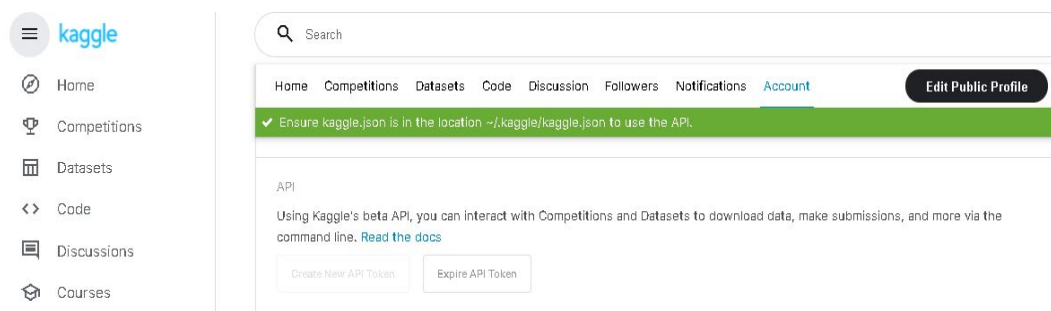 kaggle
Home
Competitions
Datasets
Code
Discussions
Courses
Search
Home Competitions Datasets Code Discussion Followers Notifications Account Edit Public Profile
Ensure kaggle.json is in the location ~/.kaggle/kaggle.json to use the API.
API
Using Kaggle's beta API, you can interact with Competitions and Datasets to download data, make submissions, and more via the
command line. Read the docs
Create New API Token Expire API Token